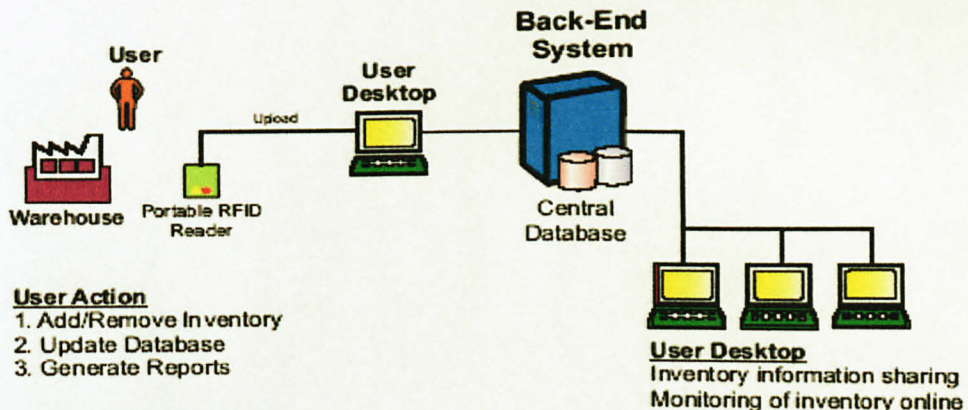 Back-End
System
User
User
Desktop
Upload
Warehouse
Portable RFID
Reader
Central
Database
User Action
1. Add/Remove Inventory
2. Update Database
3. Generate Reports
User Desktop
Inventory information sharing
Monitoring of inventory online